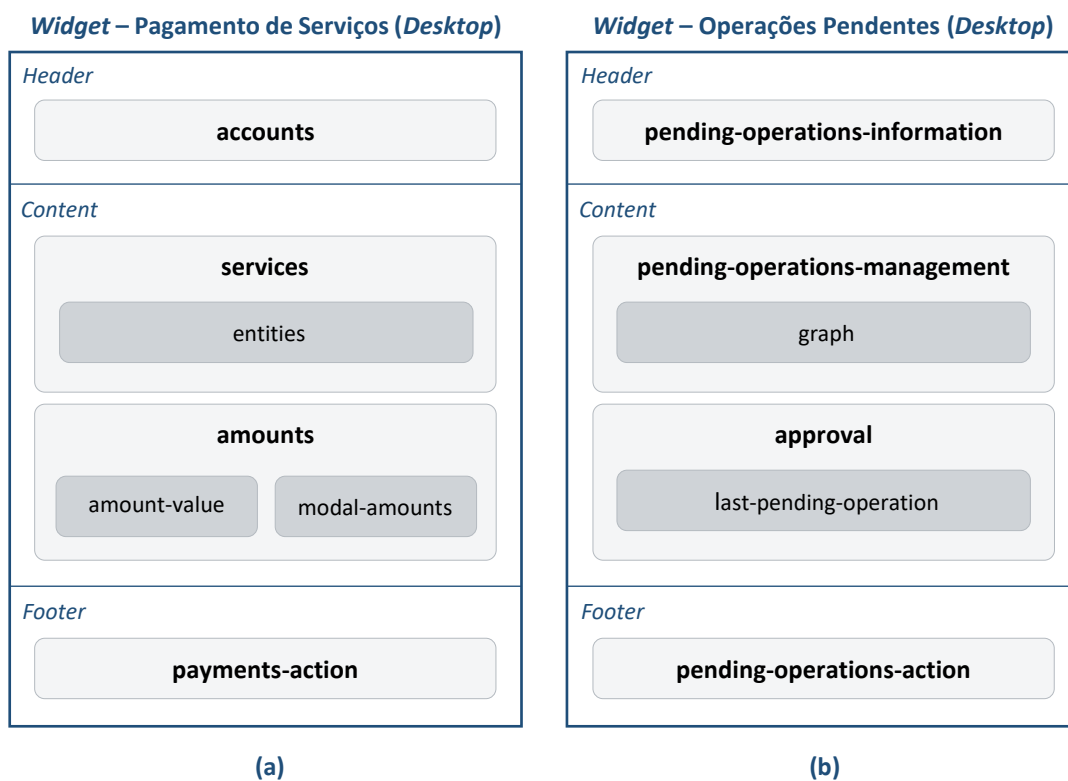 Widget – Pagamento de Serviços (Desktop)
Header
accounts
Content
services
entities
amounts
amount-value
modal-amounts
Footer
payments-action
(a)
Widget – Operações Pendentes (Desktop)
Header
pending-operations-information
Content
pending-operations-management
graph
approval
last-pending-operation
Footer
pending-operations-action
(b)